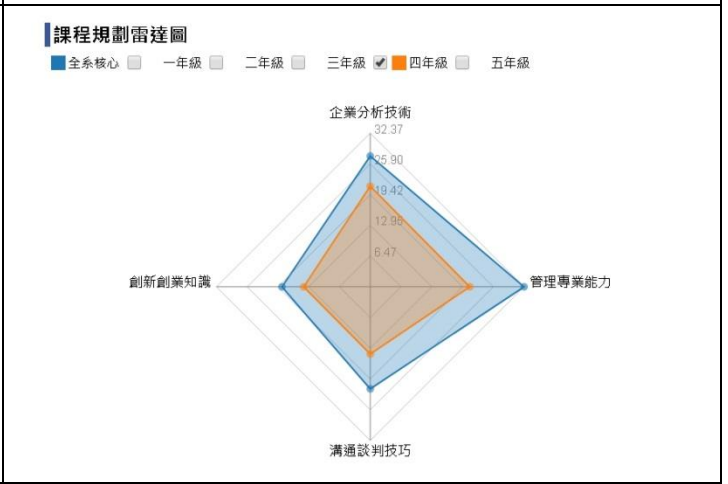 課程規劃雷達圖
全系核心 一年級 二年級 三年級 四年級 五年級
企業分析技術
32.37
25.90
19.42
12.95
6.47
創新創業知識
管理專業能力
溝通談判技巧